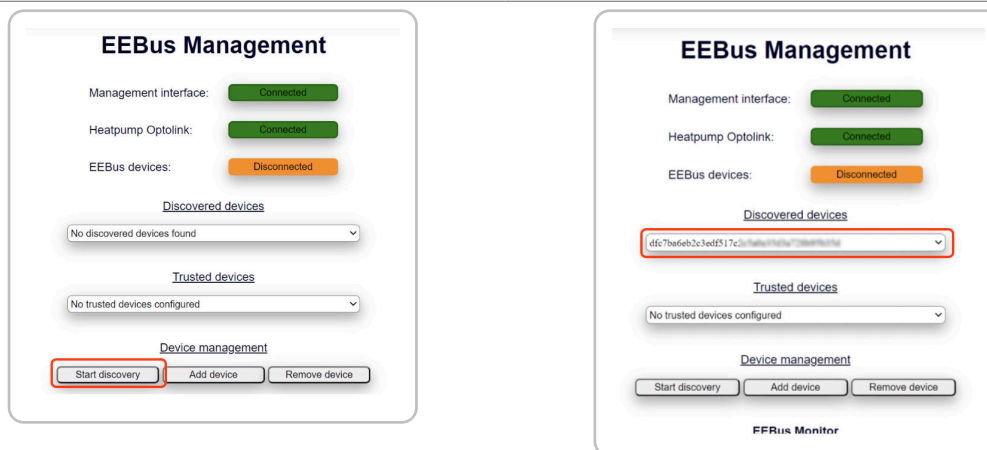 EEBus Management
Management interface: Connected
Heatpump Optolink: Connected
EEBus devices: Disconnected
Discovered devices
No discovered devices found
Trusted devices
No trusted devices configured
Device management
Start discovery Add device Remove device
EEBus Management
Management interface: Connected
Heatpump Optolink: Connected
EEBus devices: Disconnected
Discovered devices
dfc7ba6eb2c3edf517c
Trusted devices
No trusted devices configured
Device management
Start discovery Add device Remove device
EEBus Monitor